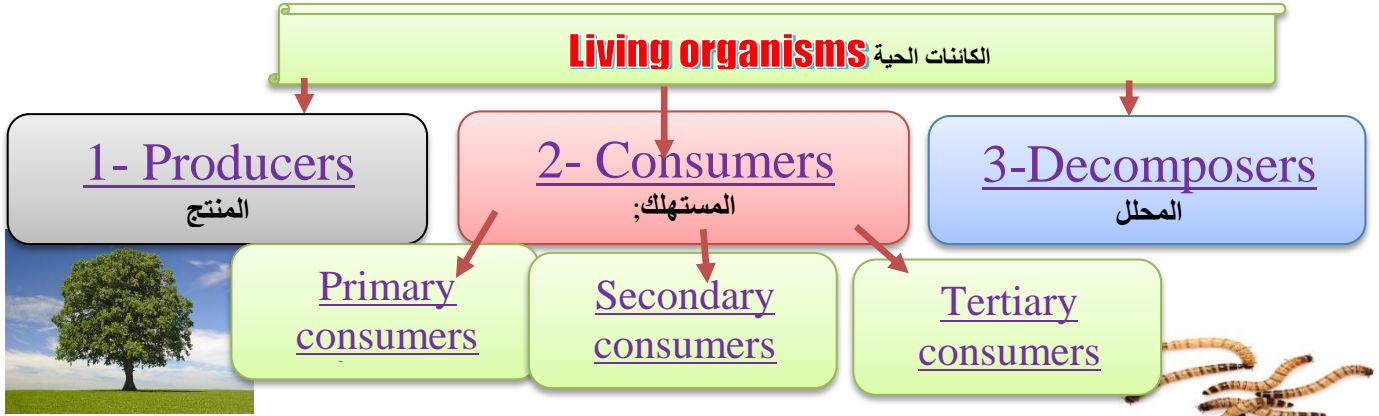 Living organisms الكائنات الحية
1- Producers
المنتج
2- Consumers
المستهلك;
3-Decomposers
المحلل
Primary
consumers
Secondary
consumers
Tertiary
consumers